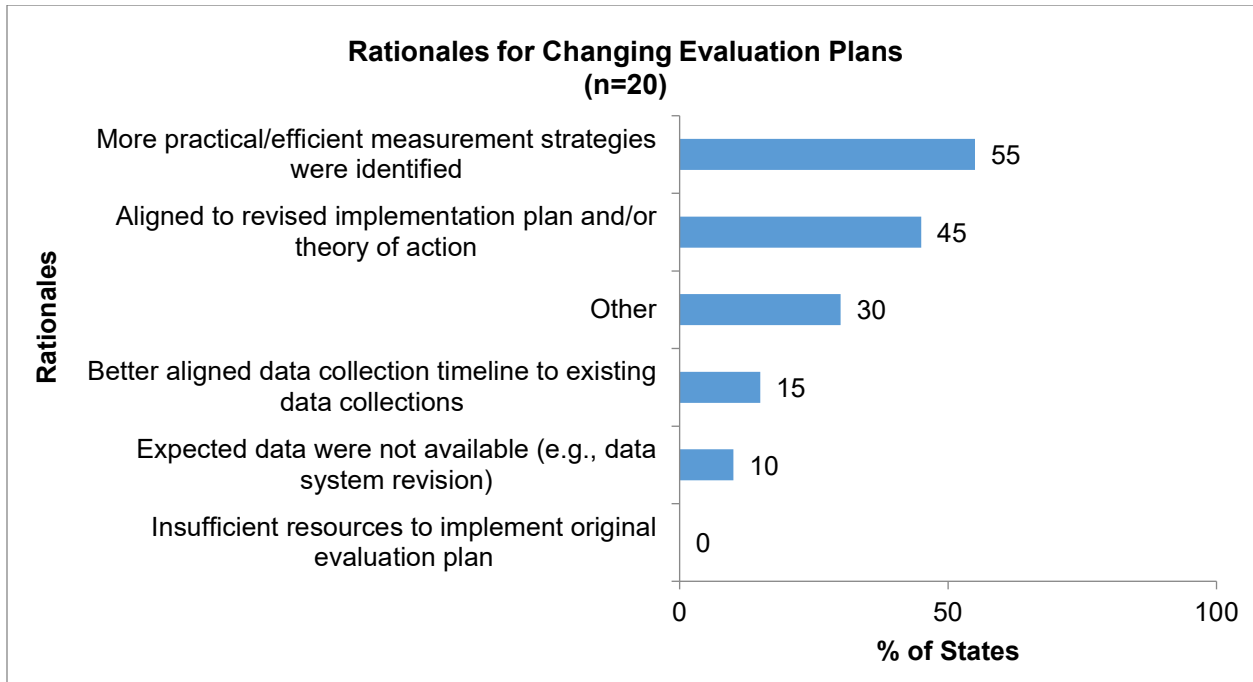 Rationales for Changing Evaluation Plans
(n=20)
Rationales
More practical/efficient measurement strategies
were identified
55
Aligned to revised implementation plan and/or
theory of action
45
Other
30
Better aligned data collection timeline to existing
data collections
15
Expected data were not available (e.g., data
system revision)
10
Insufficient resources to implement original
evaluation plan
0
0
50
100
% of States